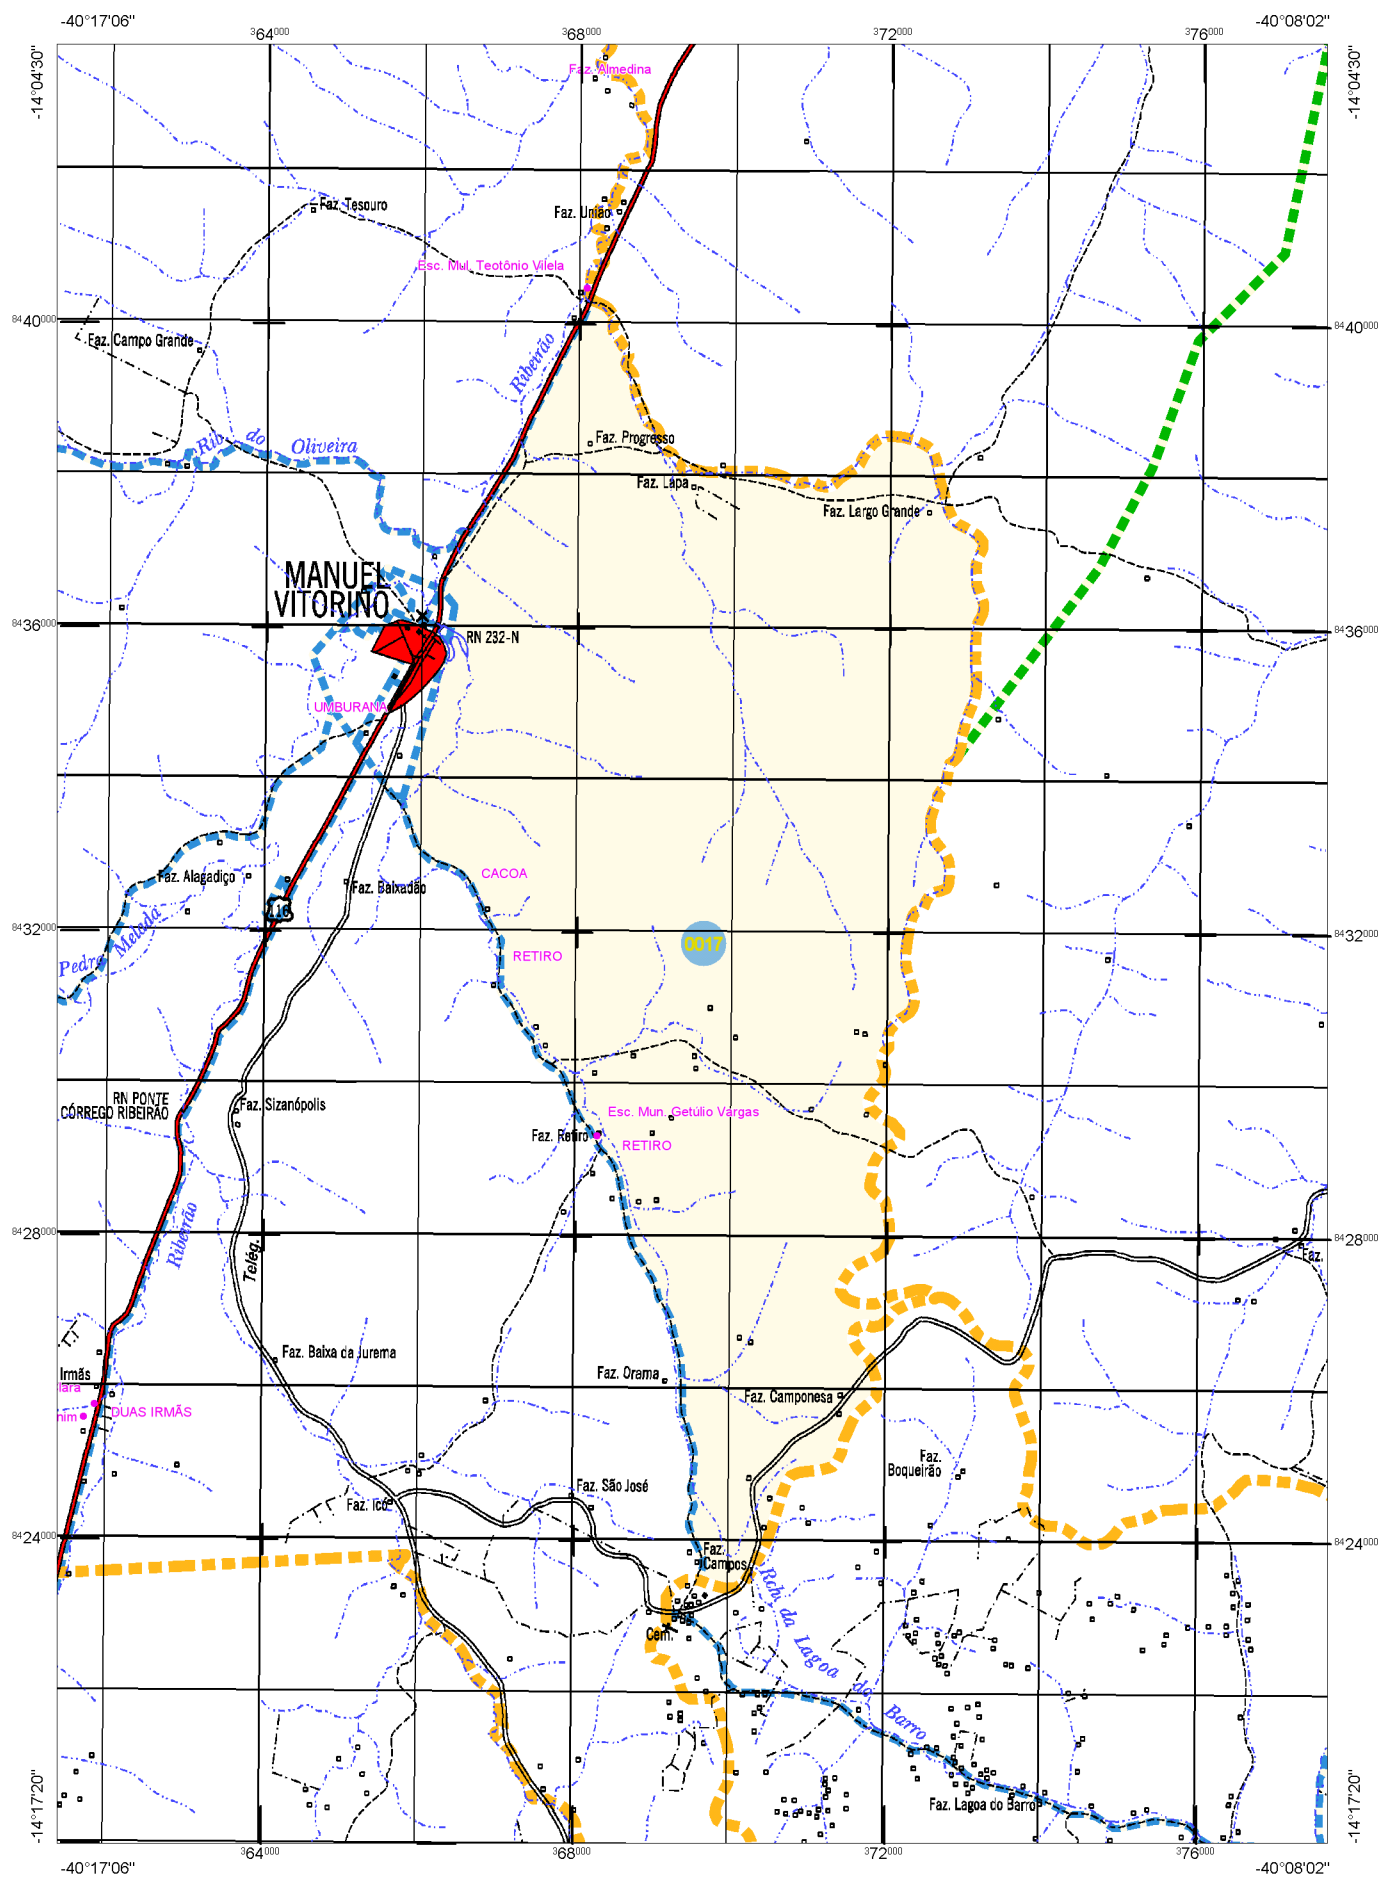 -40°17'06"
-40°08'02"
364000
368000
372000
376000
-14°04'30"
-14°04'30"
Faz. Almedina
Faz. Tesouro
Faz. União
Esc. Mul. Teotônio Vilela
8440000
8440000
Faz. Campo Grande
Ribeirão
Rib. do Oliveira
Faz. Progresso
Faz. Lapa
Faz. Largo Grande
MANUEL
VITORINO
8436000
8436000
RN 232-N
UMBURANA
Faz. Alagadiço
Faz. Baixadão
CACOA
116
8432000
8432000
Pedra Melada
RETIRO
0017
RN PONTE
CÓRREGO RIBEIRÃO
Faz. Sizanópolis
Esc. Mun. Getúlio Vargas
Faz. Retiro
RETIRO
Ribeirão
8428000
8428000
Teleg.
Faz.
Faz. Baixa da Jurema
Irmãs
lara
nim
DUAS IRMÃS
Faz. Orama
Faz. Camponesa
Faz.
Boqueirão
Faz. São José
Faz. Icó
8424000
8424000
Faz.
Campos
Rch. da Lagoa do Barro
Cem.
Faz. Lagoa do Barro
-14°17'20"
-14°17'20"
364000
368000
372000
376000
-40°17'06"
-40°08'02"